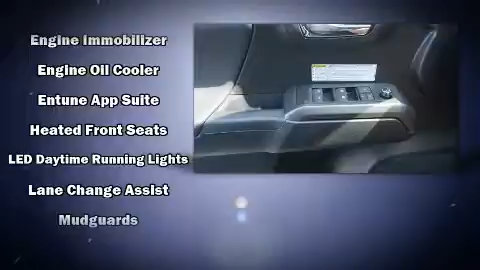 Engine Immobilizer
Engine Oil Cooler
Entune App Suite
Heated Front Seats
LED Daytime Running Lights
Lane Change Assist
Mudguards